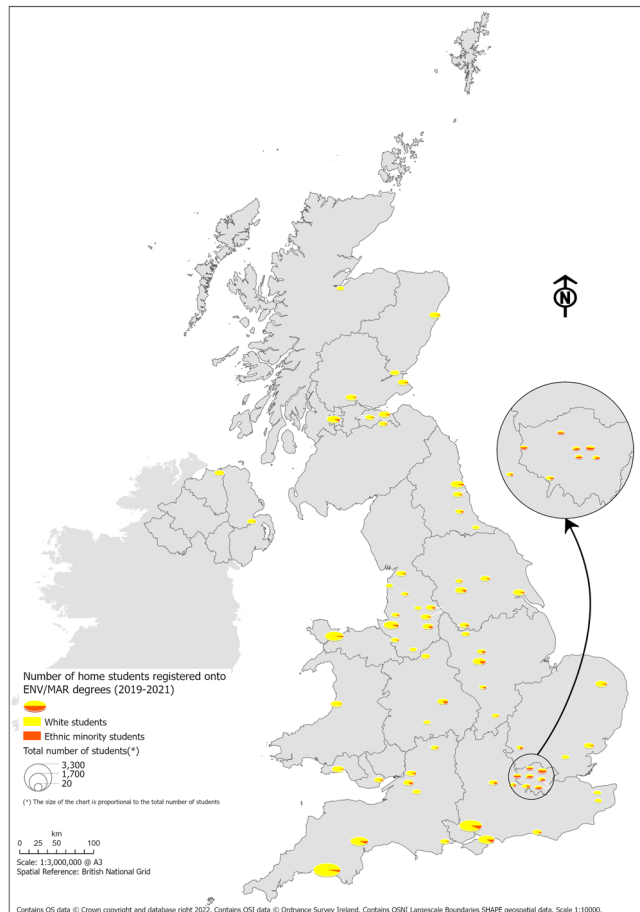 N
Number of home students registered onto
ENV/MAR degrees (2019-2021)
White students
Ethnic minority students
Total number of students(*)
3,300
1,700
20
(*) The size of the chart is proportional to the total number of students
km
0 25 50 100
Scale: 1:3,000,000 @ A3
Spatial Reference: British National Grid
Contains OS data © Crown copyright and database right 2022. Contains OSI data © Ordnance Survey Ireland. Contains OSNI Largescale Boundaries SHAPE geospatial data. Scale 1:10000.